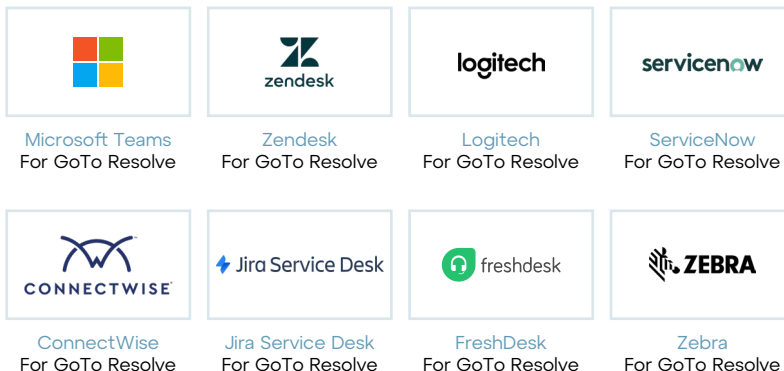 zendesk
logitech
servicenow
Microsoft Teams
For GoTo Resolve
Zendesk
For GoTo Resolve
Logitech
For GoTo Resolve
ServiceNow
For GoTo Resolve
CONNECTWISE
Jira Service Desk
freshdesk
ZEBRA
ConnectWise
For GoTo Resolve
Jira Service Desk
For GoTo Resolve
FreshDesk
For GoTo Resolve
Zebra
For GoTo Resolve